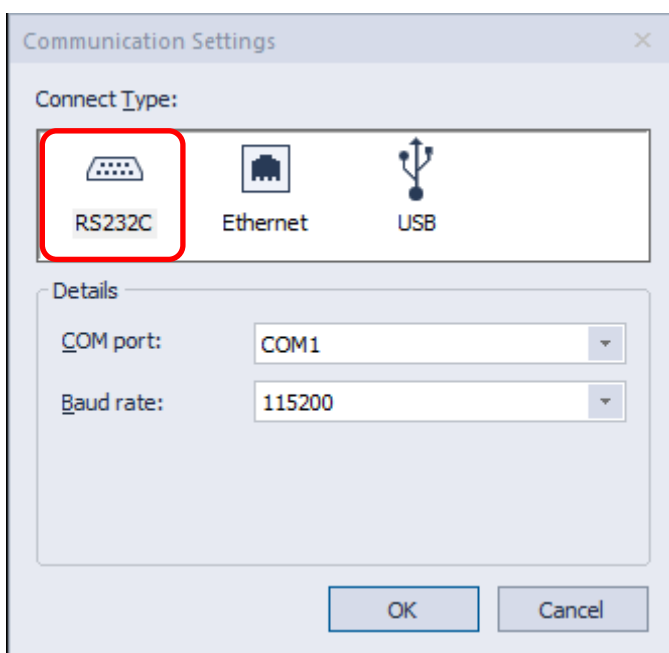 Communication Settings
Connect Type:
RS232C Ethernet USB
Details
COM port: COM1
Baud rate: 115200
OK Cancel